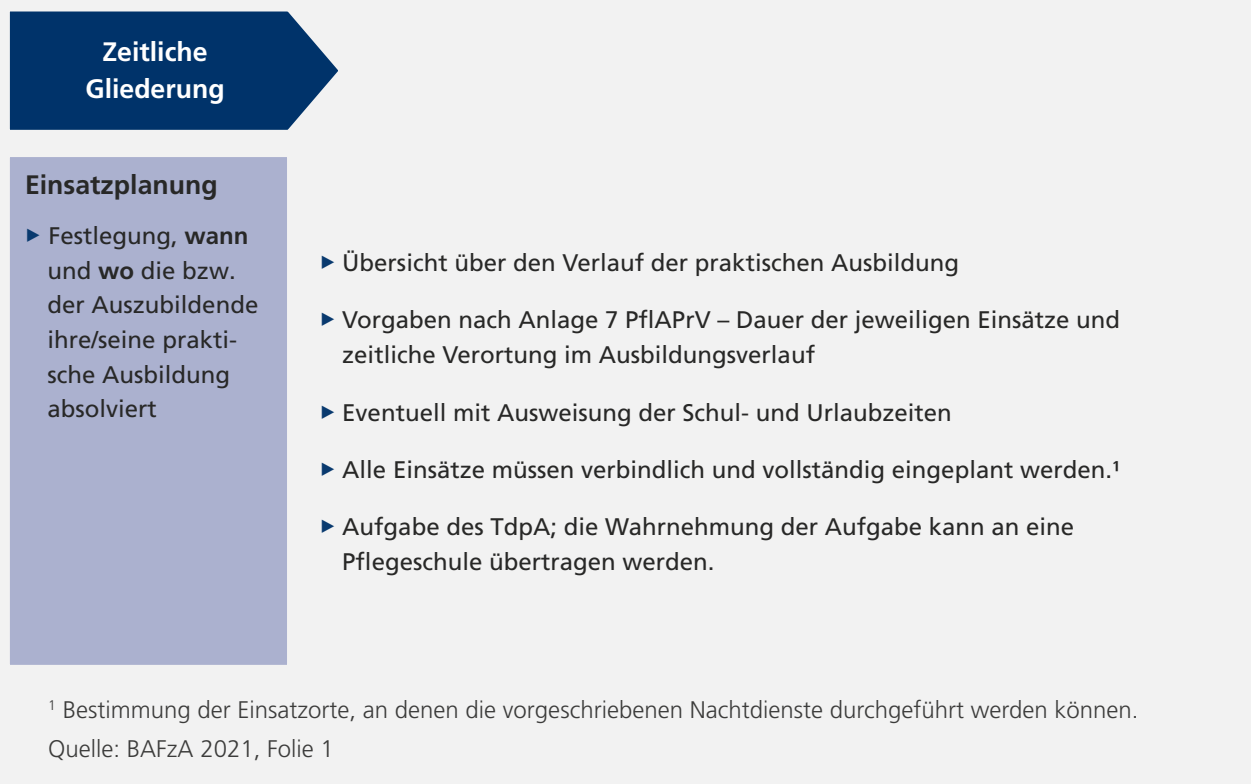 Zeitliche
Gliederung
Einsatzplanung
▶ Festlegung, wann
und wo die bzw.
der Auszubildende
ihre/seine prakti-
sche Ausbildung
absolviert
▶ Übersicht über den Verlauf der praktischen Ausbildung
▶ Vorgaben nach Anlage 7 PflAPrV – Dauer der jeweiligen Einsätze und
zeitliche Verortung im Ausbildungsverlauf
▶ Eventuell mit Ausweisung der Schul- und Urlaubzeiten
▶ Alle Einsätze müssen verbindlich und vollständig eingeplant werden.¹
▶ Aufgabe des TdpA; die Wahrnehmung der Aufgabe kann an eine
Pflegeschule übertragen werden.
¹ Bestimmung der Einsatzorte, an denen die vorgeschriebenen Nachtdienste durchgeführt werden können.
Quelle: BAFzA 2021, Folie 1